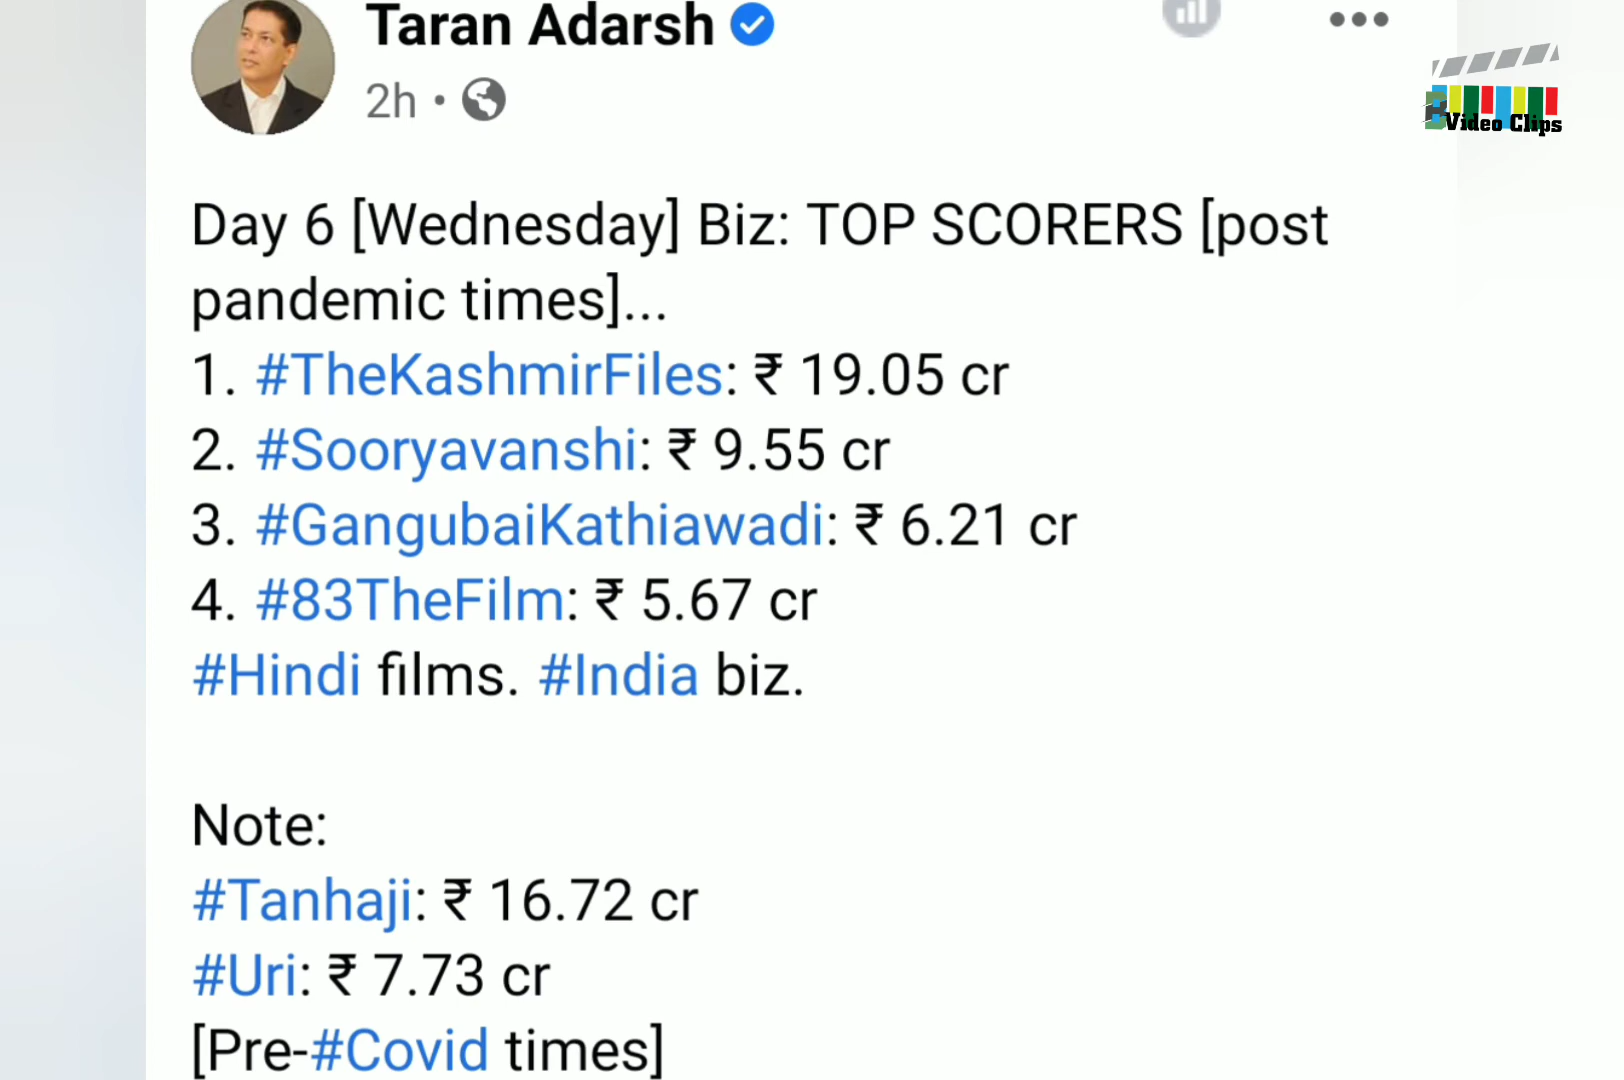 Taran Adarsh
2h •
Video Clips
Day 6 [Wednesday] Biz: TOP SCORERS [post
pandemic times]...
1. #TheKashmirFiles: ₹ 19.05 cr
2. #Sooryavanshi: ₹ 9.55 cr
3. #GangubaiKathiawadi: ₹ 6.21 cr
4. #83TheFilm: ₹ 5.67 cr
#Hindi films. #India biz.
Note:
#Tanhaji: ₹ 16.72 cr
#Uri: ₹ 7.73 cr
[Pre-#Covid times]